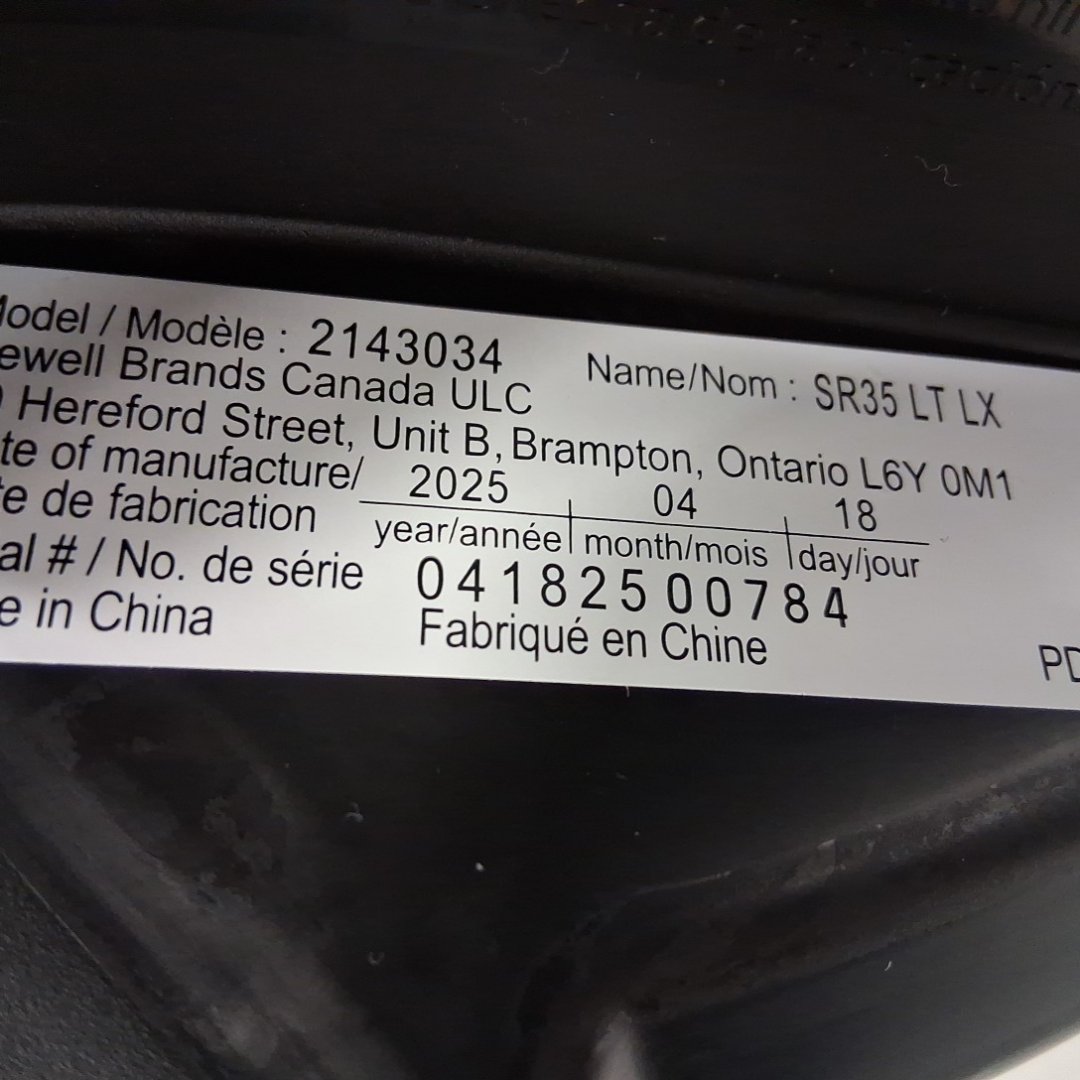 Model / Modèle : 2143034 Name/Nom : SR35 LT LX
ewell Brands Canada ULC
Hereford Street, Unit B, Brampton, Ontario L6Y 0M1
te of manufacture/ 2025 04 18
te de fabrication year/année month/mois day/jour
al # / No. de série 04182500784
e in China Fabriqué en Chine
PD